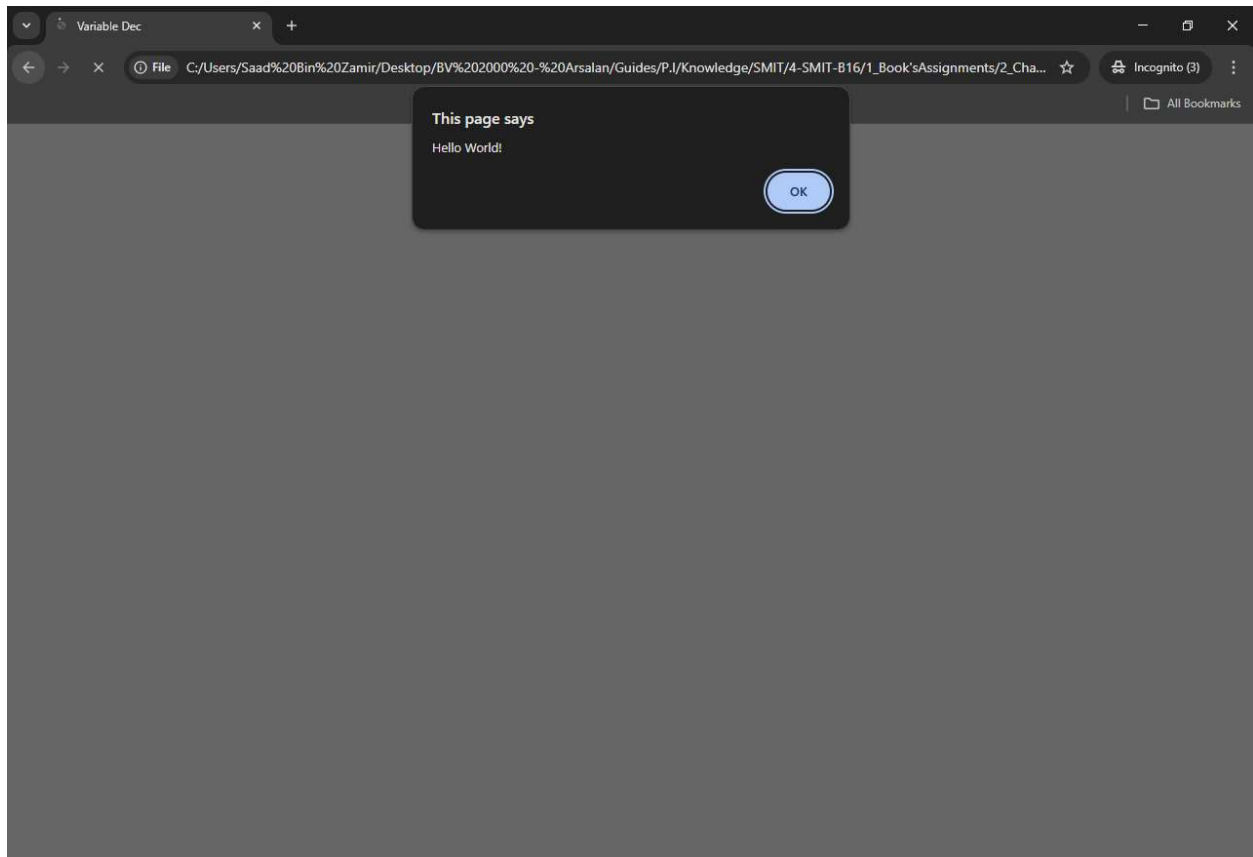 Variable Dec
File C:/Users/Saad%20Bin%20Zamir/Desktop/BV%202000%20-%20Arsalan/Guides/P.I/Knowledge/SMIT/4-SMIT-B16/1_Book'sAssignments/2_Cha... Incognito (3)
All Bookmarks
This page says
Hello World!
OK